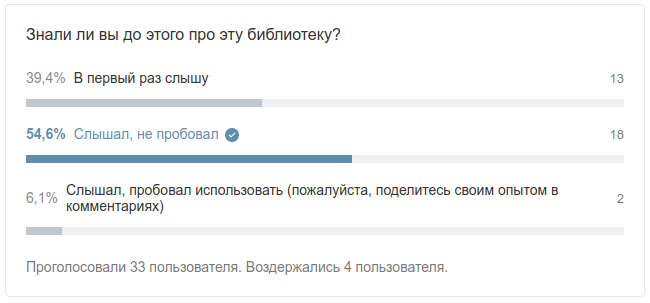 Знали ли вы до этого про эту библиотеку?
39,4% В первый раз слышу 13
54,6% Слышал, не пробовал 18
6,1% Слышал, пробовал использовать (пожалуйста, поделитесь своим опытом в 2
комментариях)
Проголосовали 33 пользователя. Воздержались 4 пользователя.